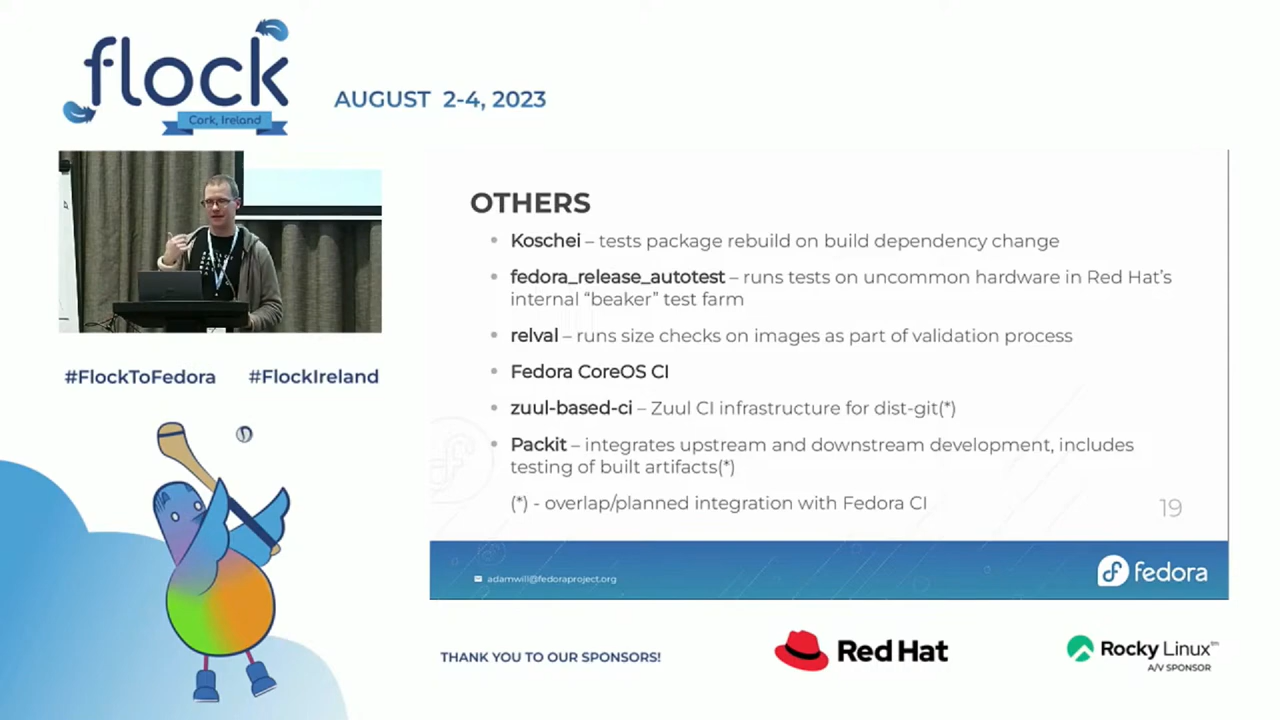 flock
Cork, Ireland
AUGUST 2-4, 2023
#FlockToFedora #FlockIreland
OTHERS
Koschei – tests package rebuild on build dependency change
fedora_release_autotest – runs tests on uncommon hardware in Red Hat's
internal “beaker” test farm
relval – runs size checks on images as part of validation process
Fedora CoreOS CI
zuul-based-ci – Zuul CI infrastructure for dist-git(*)
Packit – integrates upstream and downstream development, includes
testing of built artifacts(*)
(*) - overlap/planned integration with Fedora CI
19
adamwill@fedoraproject.org
fedora
THANK YOU TO OUR SPONSORS!
Red Hat
Rocky Linux™
A/V SPONSOR